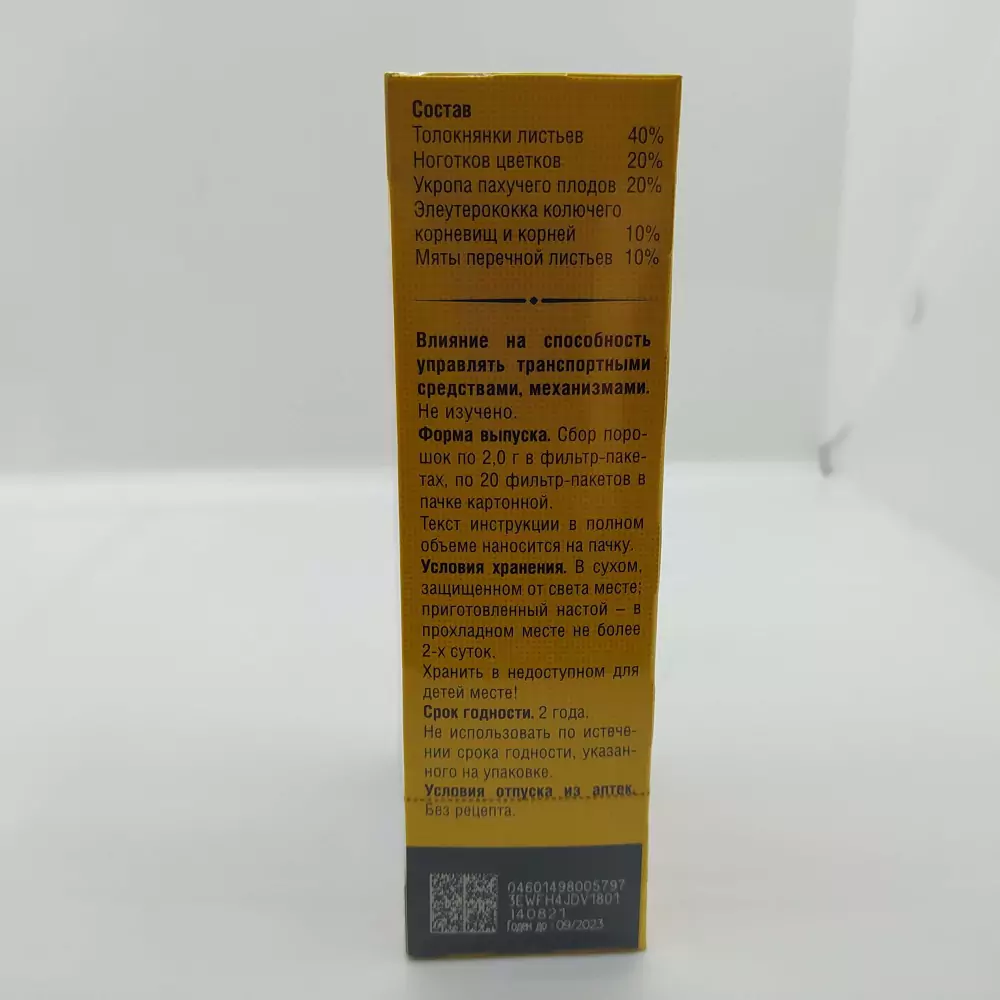 Состав
Толокнянки листьев 40%
Ноготков цветков 20%
Укропа пахучего плодов 20%
Элеутерококка колючего
корневищ и корней 10%
Мяты перечной листьев 10%
Влияние на способность
управлять транспортными
средствами, механизмами.
Не изучено.
Форма выпуска. Сбор поро-
шок по 2,0 г в фильтр-паке-
тах, по 20 фильтр-пакетов в
пачке картонной.
Текст инструкции в полном
объеме наносится на пачку.
Условия хранения. В сухом,
защищенном от света месте;
приготовленный настой – в
прохладном месте не более
2-х суток.
Хранить в недоступном для
детей месте!
Срок годности. 2 года.
Не использовать по истече-
нии срока годности, указан-
ного на упаковке.
Условия отпуска из аптек.
Без рецепта.
04601498005797
3EWFH4JDV1801
140821
Годен до : 09/2023